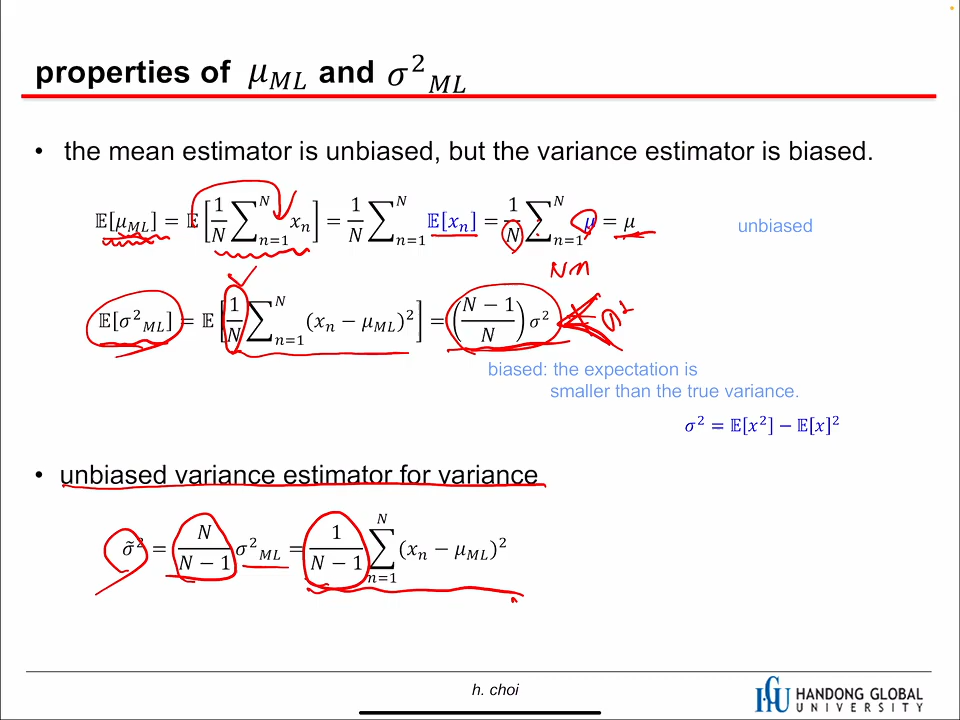 properties of μ_ML and σ²_ML
• the mean estimator is unbiased, but the variance estimator is biased.
𝔼[μ_ML] = 𝔼[1/N ∑_{n=1}^{N} x_n] = 1/N ∑_{n=1}^{N} 𝔼[x_n] = 1/N ∑_{n=1}^{N} μ = μ
unbiased
𝔼[σ²_ML] = 𝔼[1/N ∑_{n=1}^{N} (x_n − μ_ML)²] = ((N − 1)/N) σ²
σ²
biased: the expectation is
smaller than the true variance.
σ² = 𝔼[x²] − 𝔼[x]²
• unbiased variance estimator for variance
σ̃² = N/(N − 1) σ²_ML = 1/(N − 1) ∑_{n=1}^{N} (x_n − μ_ML)²
h. choi
HANDONG GLOBAL
UNIVERSITY